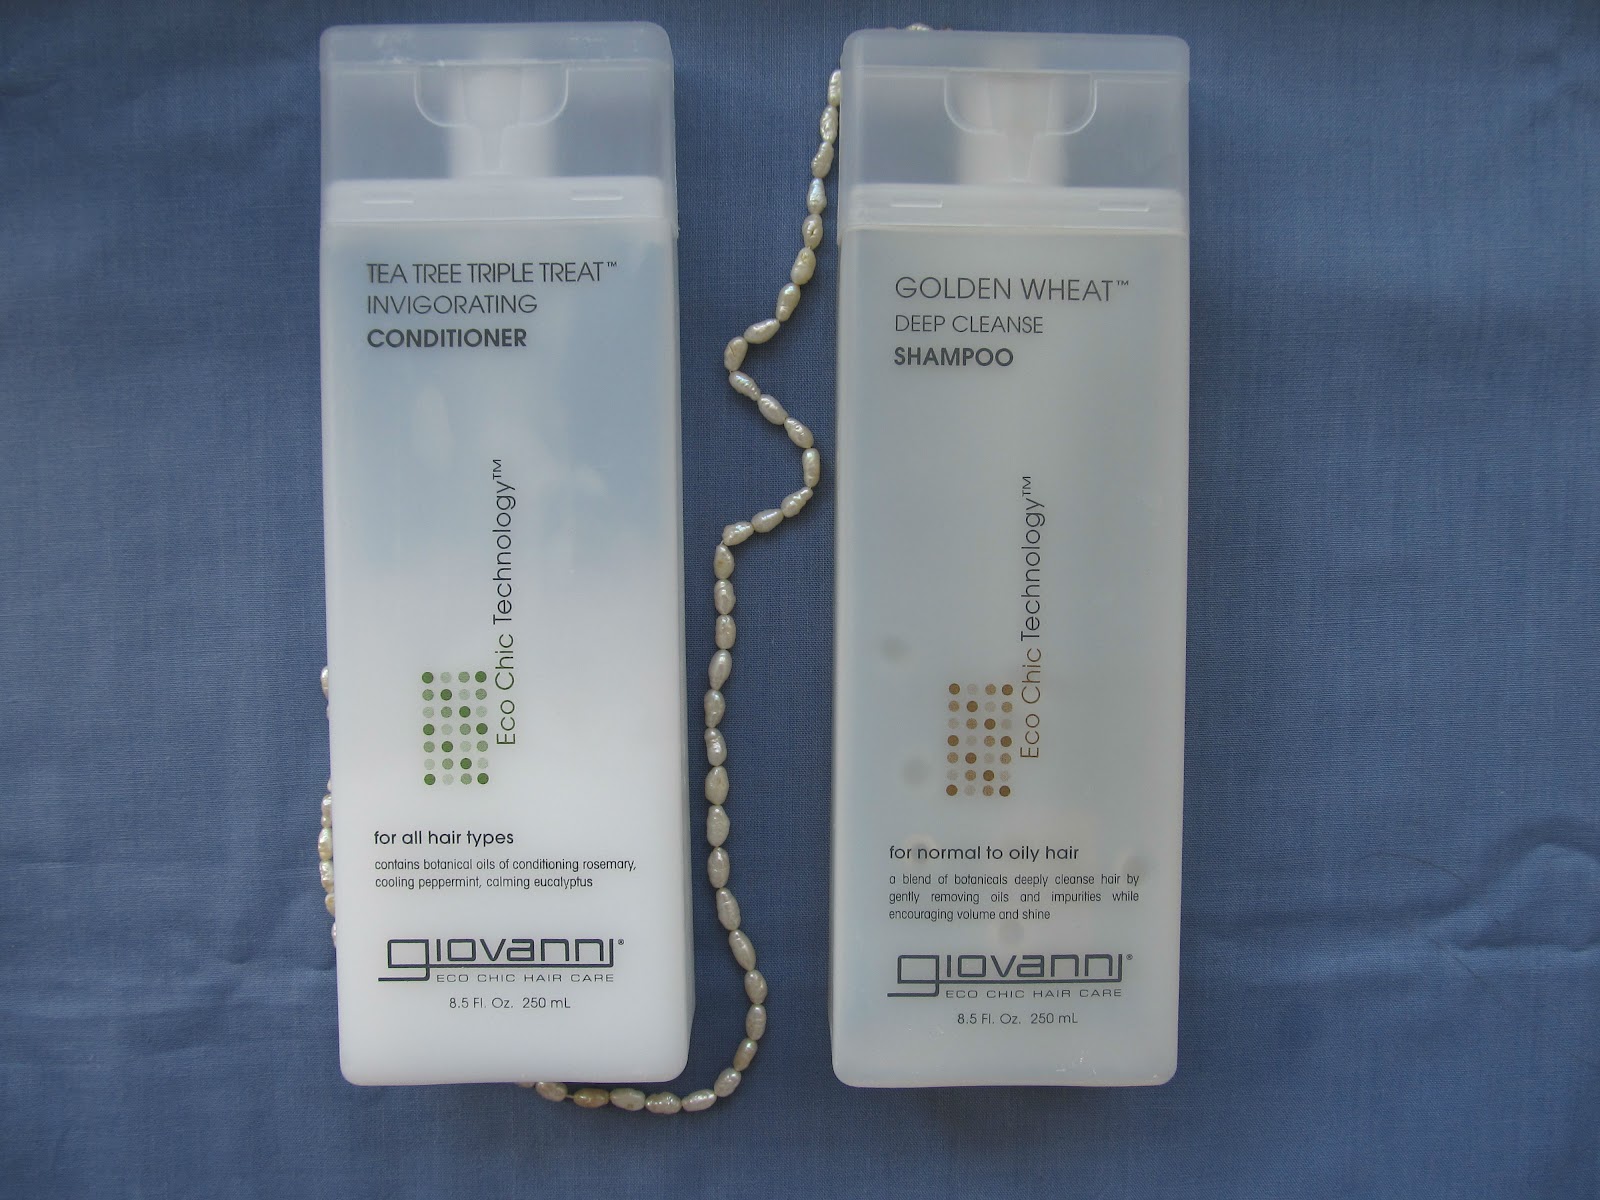 TEA TREE TRIPLE TREAT™
INVIGORATING
CONDITIONER
Eco Chic Technology™
for all hair types
contains botanical oils of conditioning rosemary,
cooling peppermint, calming eucalyptus
giovanni®
ECO CHIC HAIR CARE
8.5 Fl. Oz. 250 mL
GOLDEN WHEAT™
DEEP CLEANSE
SHAMPOO
Eco Chic Technology™
for normal to oily hair
a blend of botanicals deeply cleanse hair by
gently removing oils and impurities while
encouraging volume and shine
giovanni®
ECO CHIC HAIR CARE
8.5 Fl. Oz. 250 mL